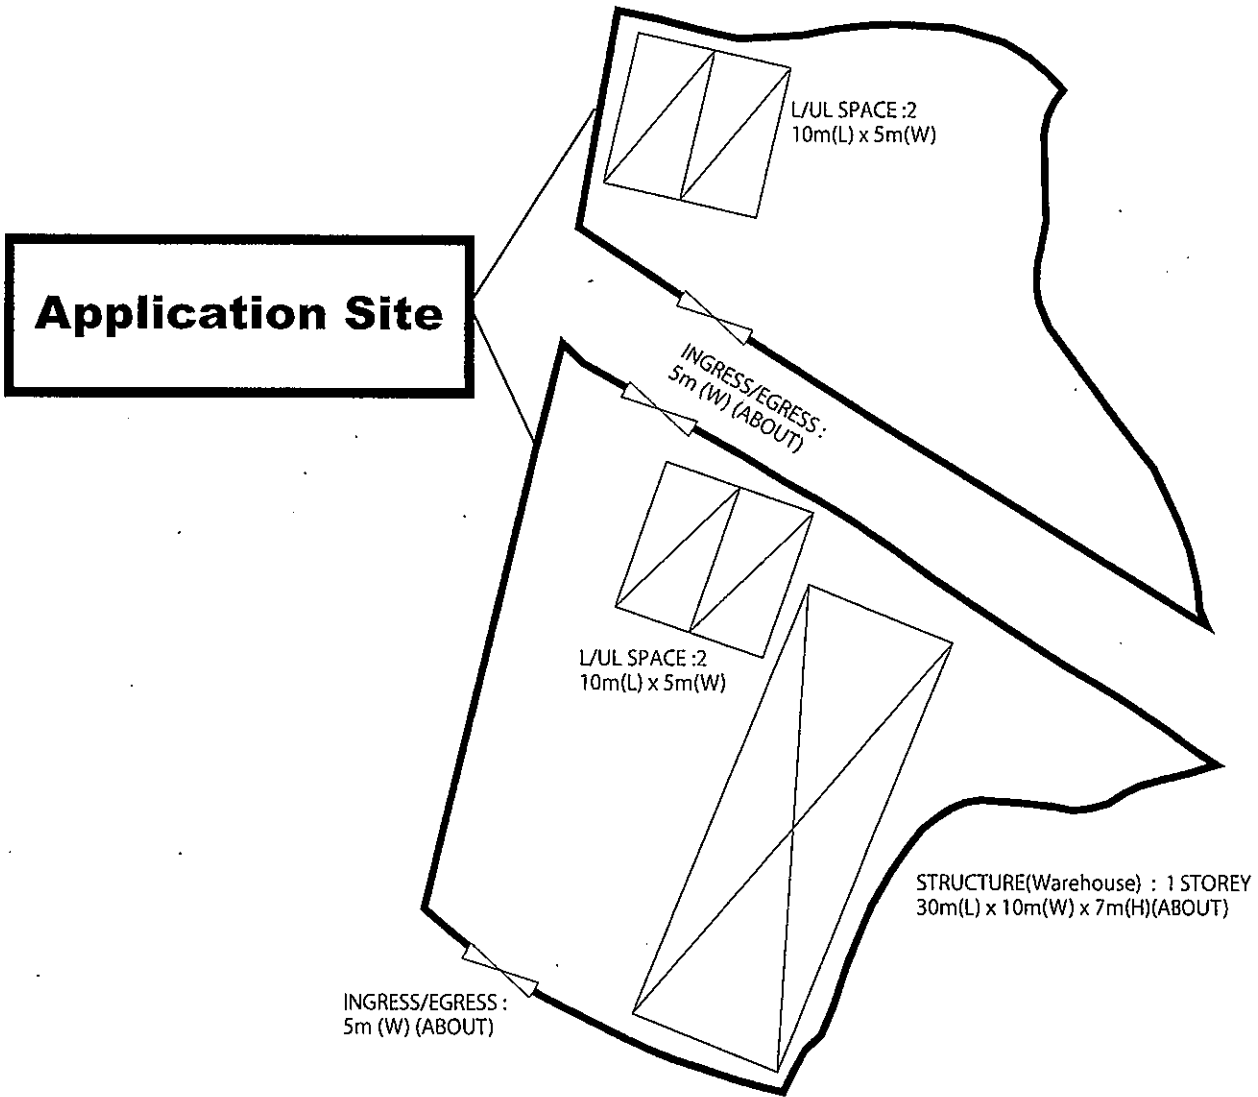 L/UL SPACE :2
10m(L) x 5m(W)
Application Site
INGRESS/EGRESS :
5m (W) (ABOUT)
L/UL SPACE :2
10m(L) x 5m(W)
STRUCTURE(Warehouse) : 1 STOREY
30m(L) x 10m(W) x 7m(H)(ABOUT)
INGRESS/EGRESS :
5m (W) (ABOUT)